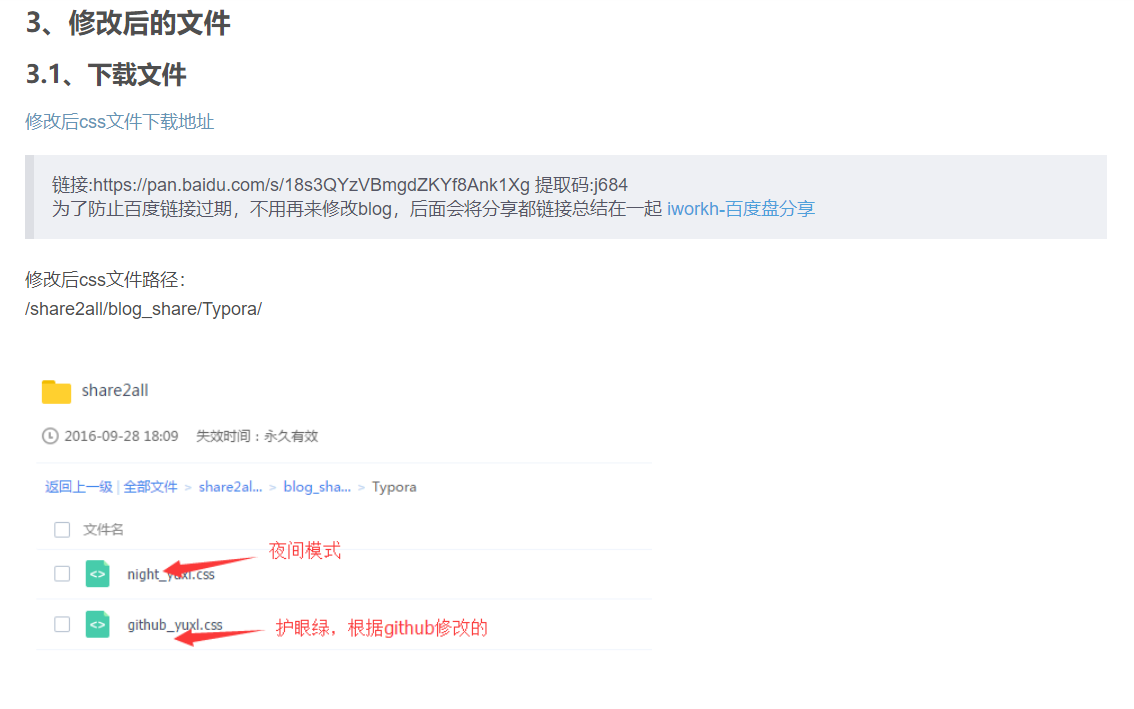 3、修改后的文件
3.1、下载文件
修改后css文件下载地址
链接:https://pan.baidu.com/s/18s3QYzVBmgdZKYf8Ank1Xg 提取码:j684
为了防止百度链接过期，不用再来修改blog，后面会将分享都链接总结在一起 iworkh-百度盘分享
修改后css文件路径：
/share2all/blog_share/Typora/
share2all
2016-09-28 18:09 失效时间：永久有效
返回上一级 | 全部文件 > share2al... > blog_sha... > Typora
文件名
夜间模式
night_yuxl.css
github_yuxl.css
护眼绿，根据github修改的